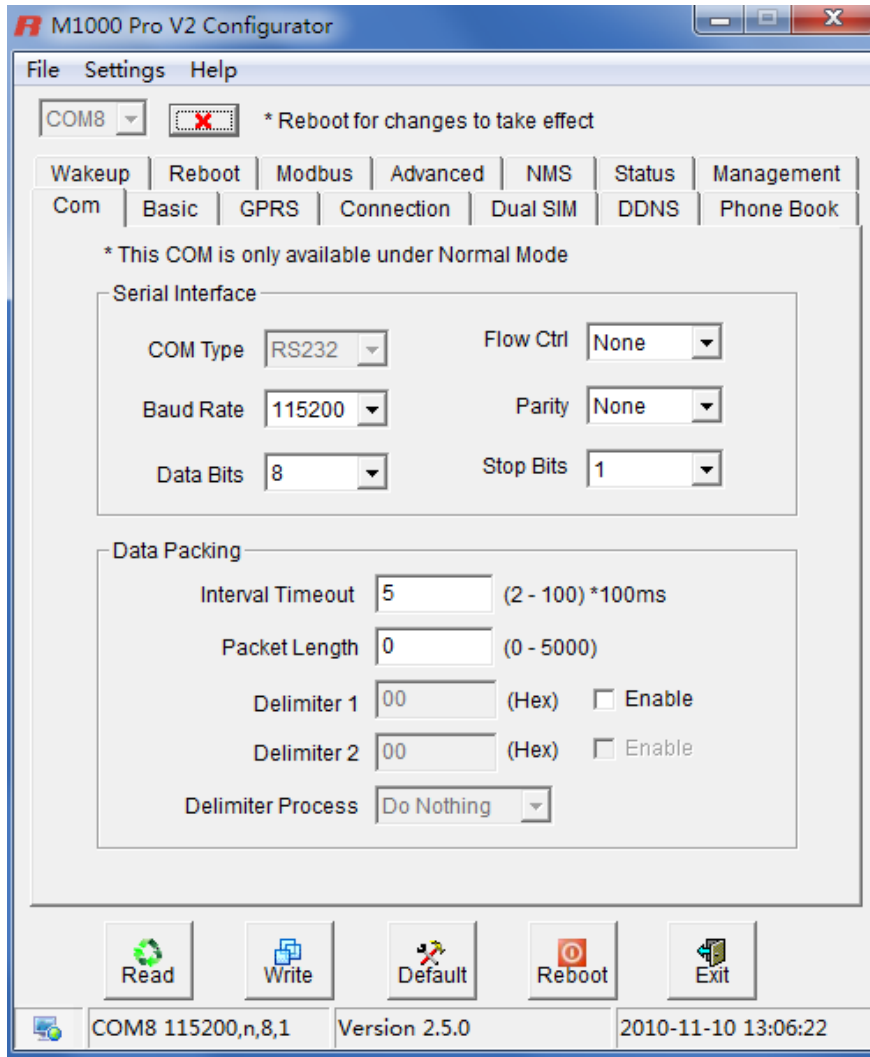 R M1000 Pro V2 Configurator
File Settings Help
COM8 * Reboot for changes to take effect
Wakeup Reboot Modbus Advanced NMS Status Management
Com Basic GPRS Connection Dual SIM DDNS Phone Book
* This COM is only available under Normal Mode
Serial Interface
COM Type RS232 Flow Ctrl None
Baud Rate 115200 Parity None
Data Bits 8 Stop Bits 1
Data Packing
Interval Timeout 5 (2 - 100) *100ms
Packet Length 0 (0 - 5000)
Delimiter 1 00 (Hex) Enable
Delimiter 2 00 (Hex) Enable
Delimiter Process Do Nothing
Read Write Default Reboot Exit
COM8 115200,n,8,1 Version 2.5.0 2010-11-10 13:06:22